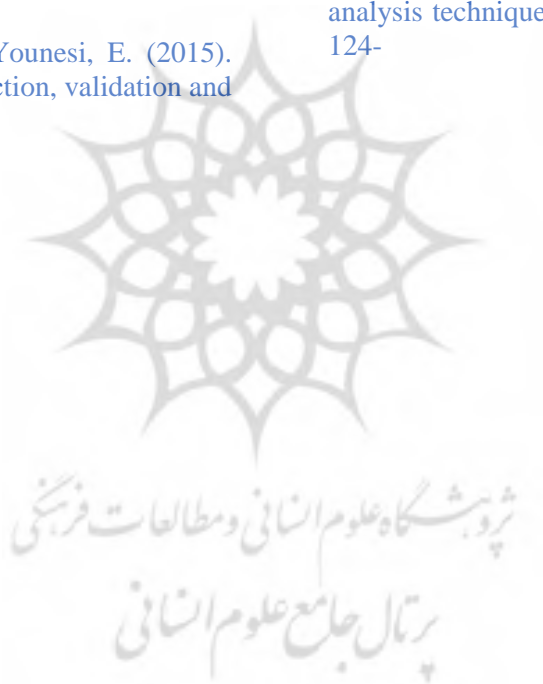 Younesi, E. (2015).
ction, validation and
analysis technique
124-
پژوهشگاه علوم انسانی و مطالعات فرهنگی
پرتال جامع علوم انسانی